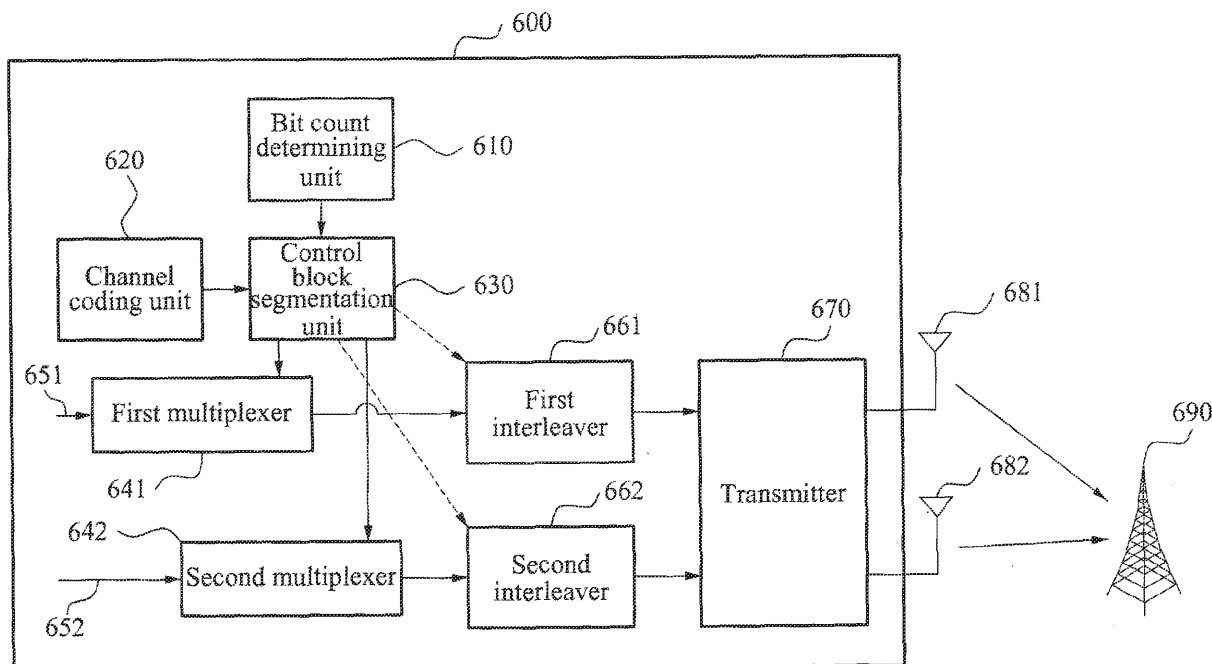 600
Bit count
determining
unit
610
620
Channel
coding unit
Control
block
segmentation
unit
630
661
670
681
651
First multiplexer
641
First
interleaver
Transmitter
690
682
642
662
Second multiplexer
652
Second
interleaver